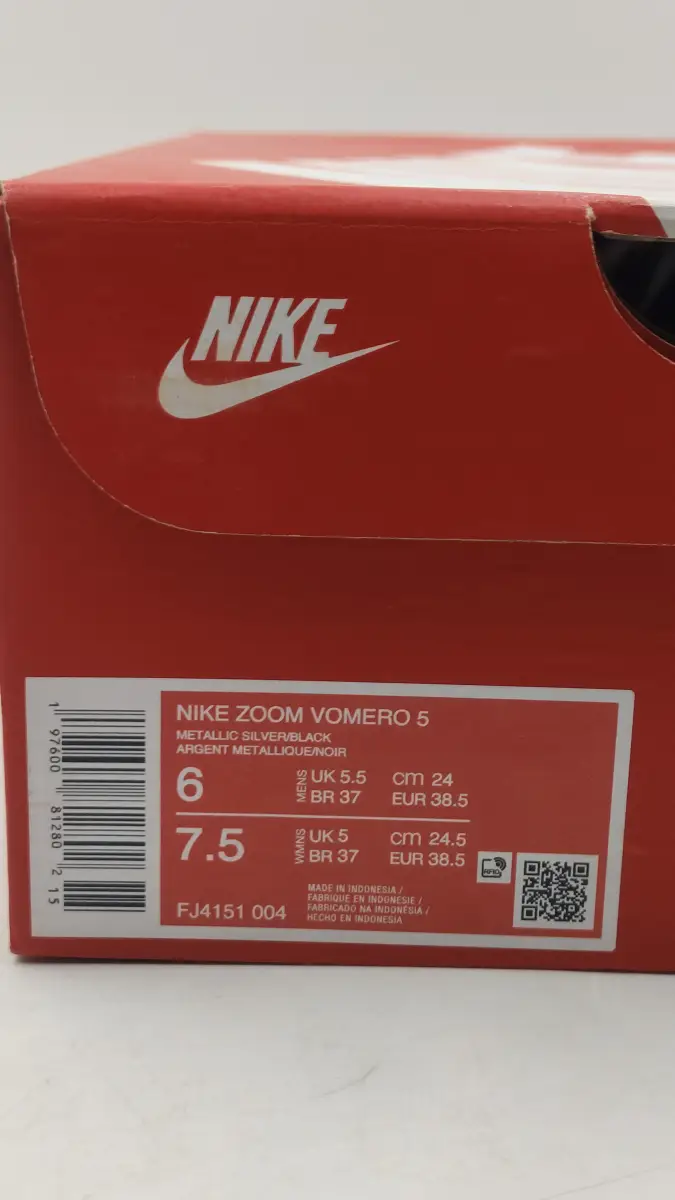 NIKE
NIKE ZOOM VOMERO 5
METALLIC SILVER/BLACK
ARGENT METALLIQUE/NOIR
6 MENS UK 5.5 cm 24
BR 37 EUR 38.5
7.5 WMNS UK 5 cm 24.5
BR 37 EUR 38.5
FJ4151 004
MADE IN INDONESIA /
FABRIQUE EN INDONESIE /
FABRICADO NA INDONÉSIA /
HECHO EN INDONESIA
RFID
1 97600 81280 2 15